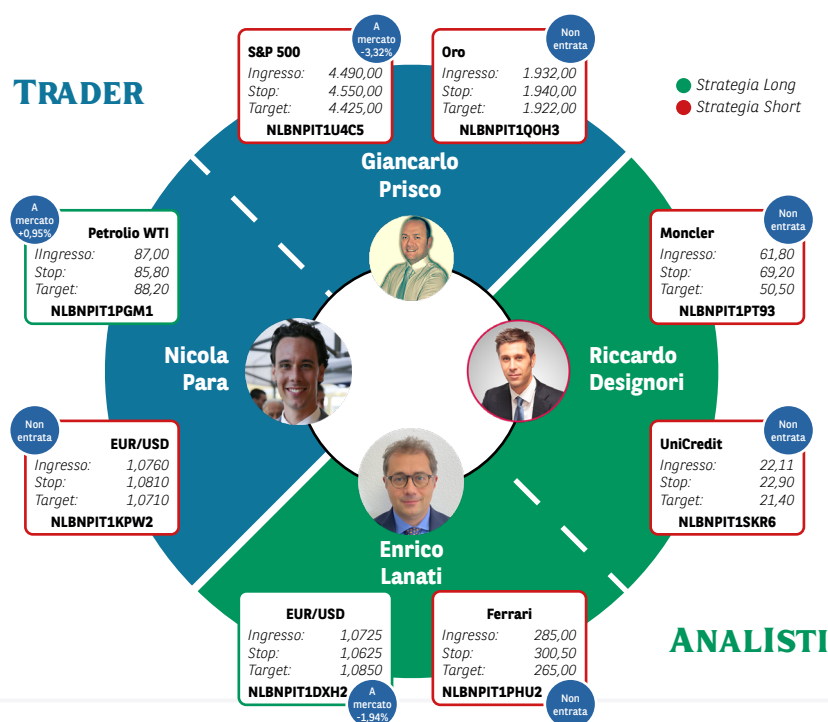 TRADER
A
mercato
-3,32%
S&P 500
Ingresso: 4.490,00
Stop: 4.550,00
Target: 4.425,00
NLBNPIT1U4C5
Non
entrata
Oro
Ingresso: 1.932,00
Stop: 1.940,00
Target: 1.922,00
NLBNPIT1QOH3
Strategia Long
Strategia Short
Giancarlo
Prisco
A
mercato
+0,95%
Petrolio WTI
IIngresso: 87,00
Stop: 85,80
Target: 88,20
NLBNPIT1PGM1
Non
entrata
Moncler
Ingresso: 61,80
Stop: 69,20
Target: 50,50
NLBNPIT1PT93
Nicola
Para
Riccardo
Designori
Non
entrata
EUR/USD
Ingresso: 1,0760
Stop: 1,0810
Target: 1,0710
NLBNPIT1KPW2
Non
entrata
UniCredit
Ingresso: 22,11
Stop: 22,90
Target: 21,40
NLBNPIT1SKR6
Enrico
Lanati
EUR/USD
Ingresso: 1,0725
Stop: 1,0625
Target: 1,0850
NLBNPIT1DXH2
A
mercato
-1,94%
Ferrari
Ingresso: 285,00
Stop: 300,50
Target: 265,00
NLBNPIT1PHU2
Non
entrata
ANALISTI